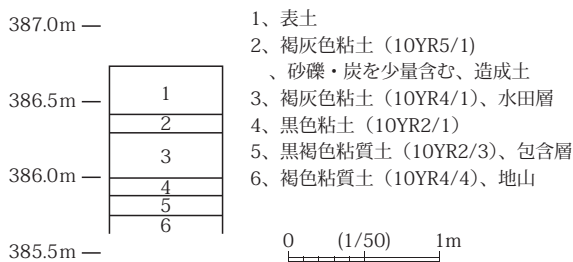 387.0m
386.5m
386.0m
385.5m
1
2
3
4
5
6
1、表土
2、褐灰色粘土（10YR5/1)
、砂礫・炭を少量含む、造成土
3、褐灰色粘土（10YR4/1）、水田層
4、黒色粘土（10YR2/1）
5、黒褐色粘質土（10YR2/3）、包含層
6、褐色粘質土（10YR4/4）、地山
0 (1/50) 1m